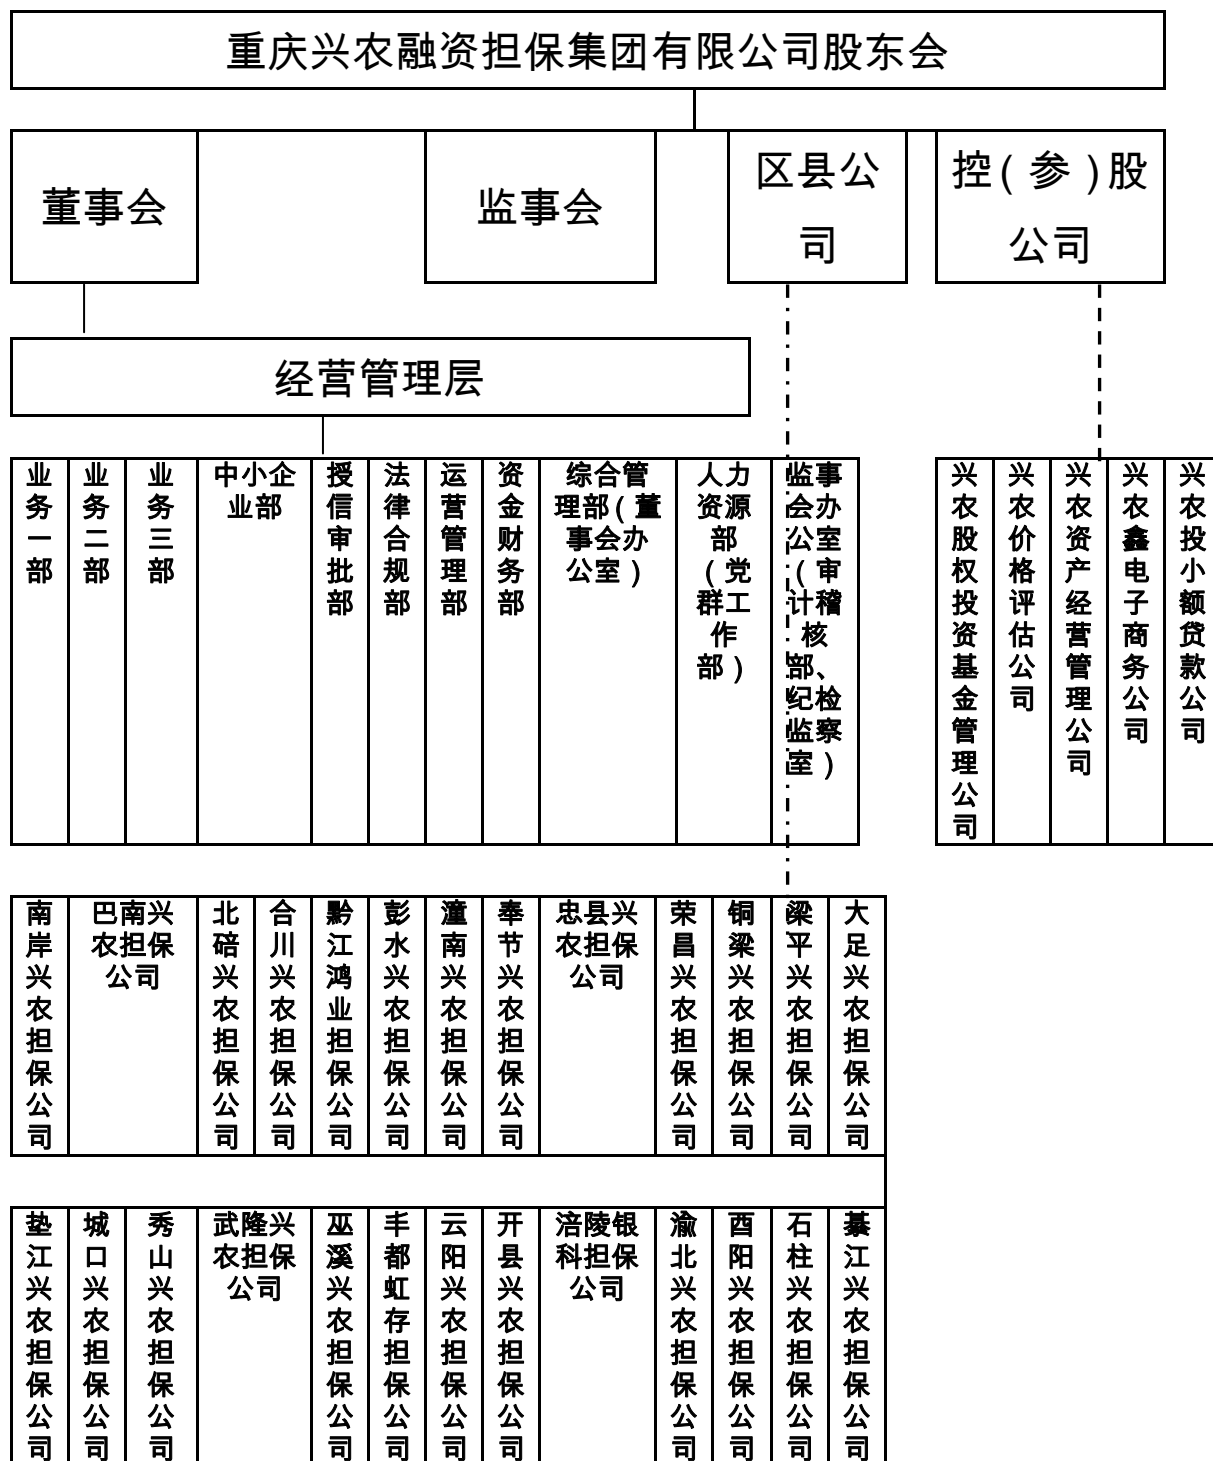 重庆兴农融资担保集团有限公司股东会
董事会
监事会
区县公
司
控(参)股
公司
经营管理层
业务一部
业务二部
业务三部
中小企
业部
授信审批部
法律合规部
运营管理部
资金财务部
综合管
理部(董
事会办
公室)
人力
资源
部
(党
群工
作
部)
监事
会办
公室
(审
计稽
核
部、
纪检
监察
室)
兴农股权投资基金管理公司
兴农价格评估公司
兴农资产经营管理公司
兴农鑫电子商务公司
兴农投小额贷款公司
南岸兴农担保公司
巴南兴
农担保
公司
北碚兴农担保公司
合川兴农担保公司
黔江鸿业担保公司
彭水兴农担保公司
潼南兴农担保公司
奉节兴农担保公司
忠县兴
农担保
公司
荣昌兴农担保公司
铜梁兴农担保公司
梁平兴农担保公司
大足兴农担保公司
垫江兴农担保公司
城口兴农担保公司
秀山兴农担保公司
武隆兴
农担保
公司
巫溪兴农担保公司
丰都虹存担保公司
云阳兴农担保公司
开县兴农担保公司
涪陵银
科担保
公司
渝北兴农担保公司
酉阳兴农担保公司
石柱兴农担保公司
綦江兴农担保公司